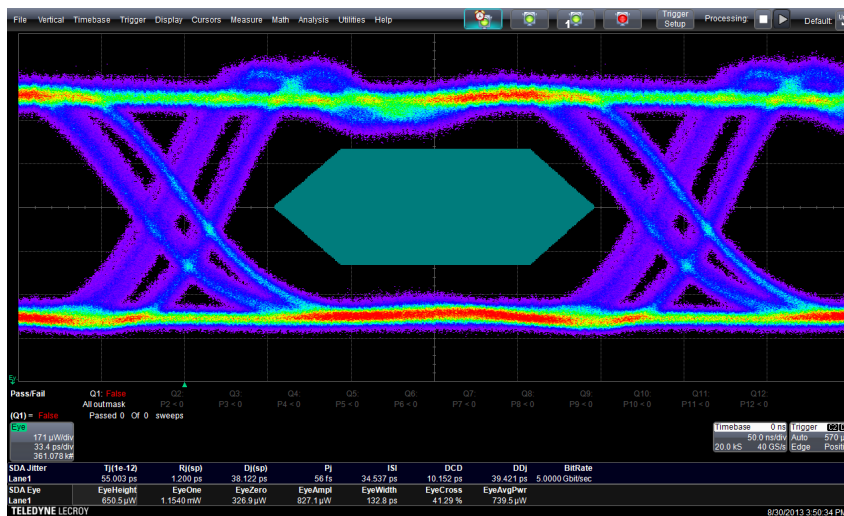 File Vertical Timebase Trigger Display Cursors Measure Math Analysis Utilities Help 1 Trigger Setup Processing: Default:
Pass/Fail Q1: False Q2: Q3: Q4: Q5: Q6: Q7: Q8: Q9: Q10: Q11: Q12:
All outmask P2 < 0 P3 < 0 P4 < 0 P5 < 0 P6 < 0 P7 < 0 P8 < 0 P9 < 0 P10 < 0 P11 < 0 P12 < 0
(Q1) = False Passed 0 Of 0 sweeps
Eye
171 µW/div
33.4 ps/div
361.078 k#
Timebase 0 ns Trigger C2
50.0 ns/div Auto 570 µ
20.0 kS 40 GS/s Edge Positi
SDA Jitter Tj(1e-12) Rj(sp) Dj(sp) Pj ISI DCD DDj BitRate
Lane1 55.003 ps 1.200 ps 38.122 ps 56 fs 34.537 ps 10.152 ps 39.421 ps 5.0000 Gbit/sec
SDA Eye EyeHeight EyeOne EyeZero EyeAmpl EyeWidth EyeCross EyeAvgPwr
Lane1 650.5 µW 1.1540 mW 326.9 µW 827.1 µW 132.8 ps 41.29 % 739.5 µW
TELEDYNE LECROY 8/30/2013 3:50:34 PM